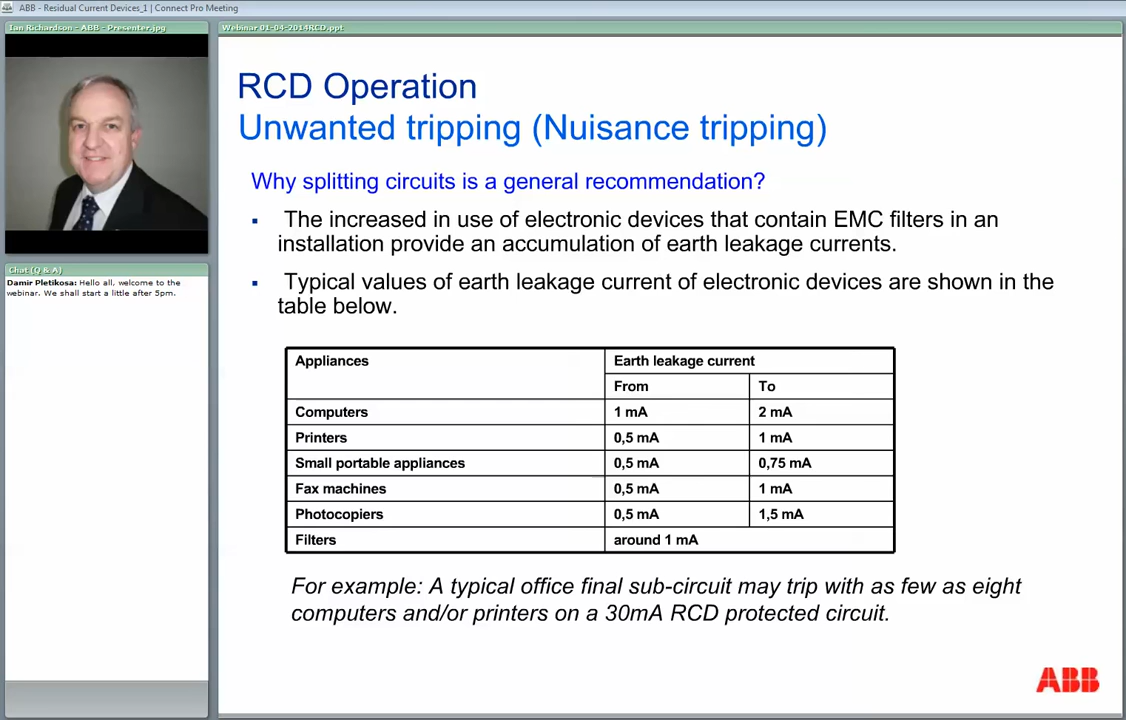 ABB - Residual Current Devices_1 | Connect Pro Meeting
Ian Richardson - ABB - Presenter.jpg
Chat (Q & A)
Damir Pletikosa: Hello all, welcome to the
webinar. We shall start a little after 5pm.
Webinar 01-04-2014RCD.ppt
RCD Operation
Unwanted tripping (Nuisance tripping)
Why splitting circuits is a general recommendation?
▪ The increased in use of electronic devices that contain EMC filters in an
installation provide an accumulation of earth leakage currents.
▪ Typical values of earth leakage current of electronic devices are shown in the
table below.
Appliances Earth leakage current
From To
Computers 1 mA 2 mA
Printers 0,5 mA 1 mA
Small portable appliances 0,5 mA 0,75 mA
Fax machines 0,5 mA 1 mA
Photocopiers 0,5 mA 1,5 mA
Filters around 1 mA
For example: A typical office final sub-circuit may trip with as few as eight
computers and/or printers on a 30mA RCD protected circuit.
ABB